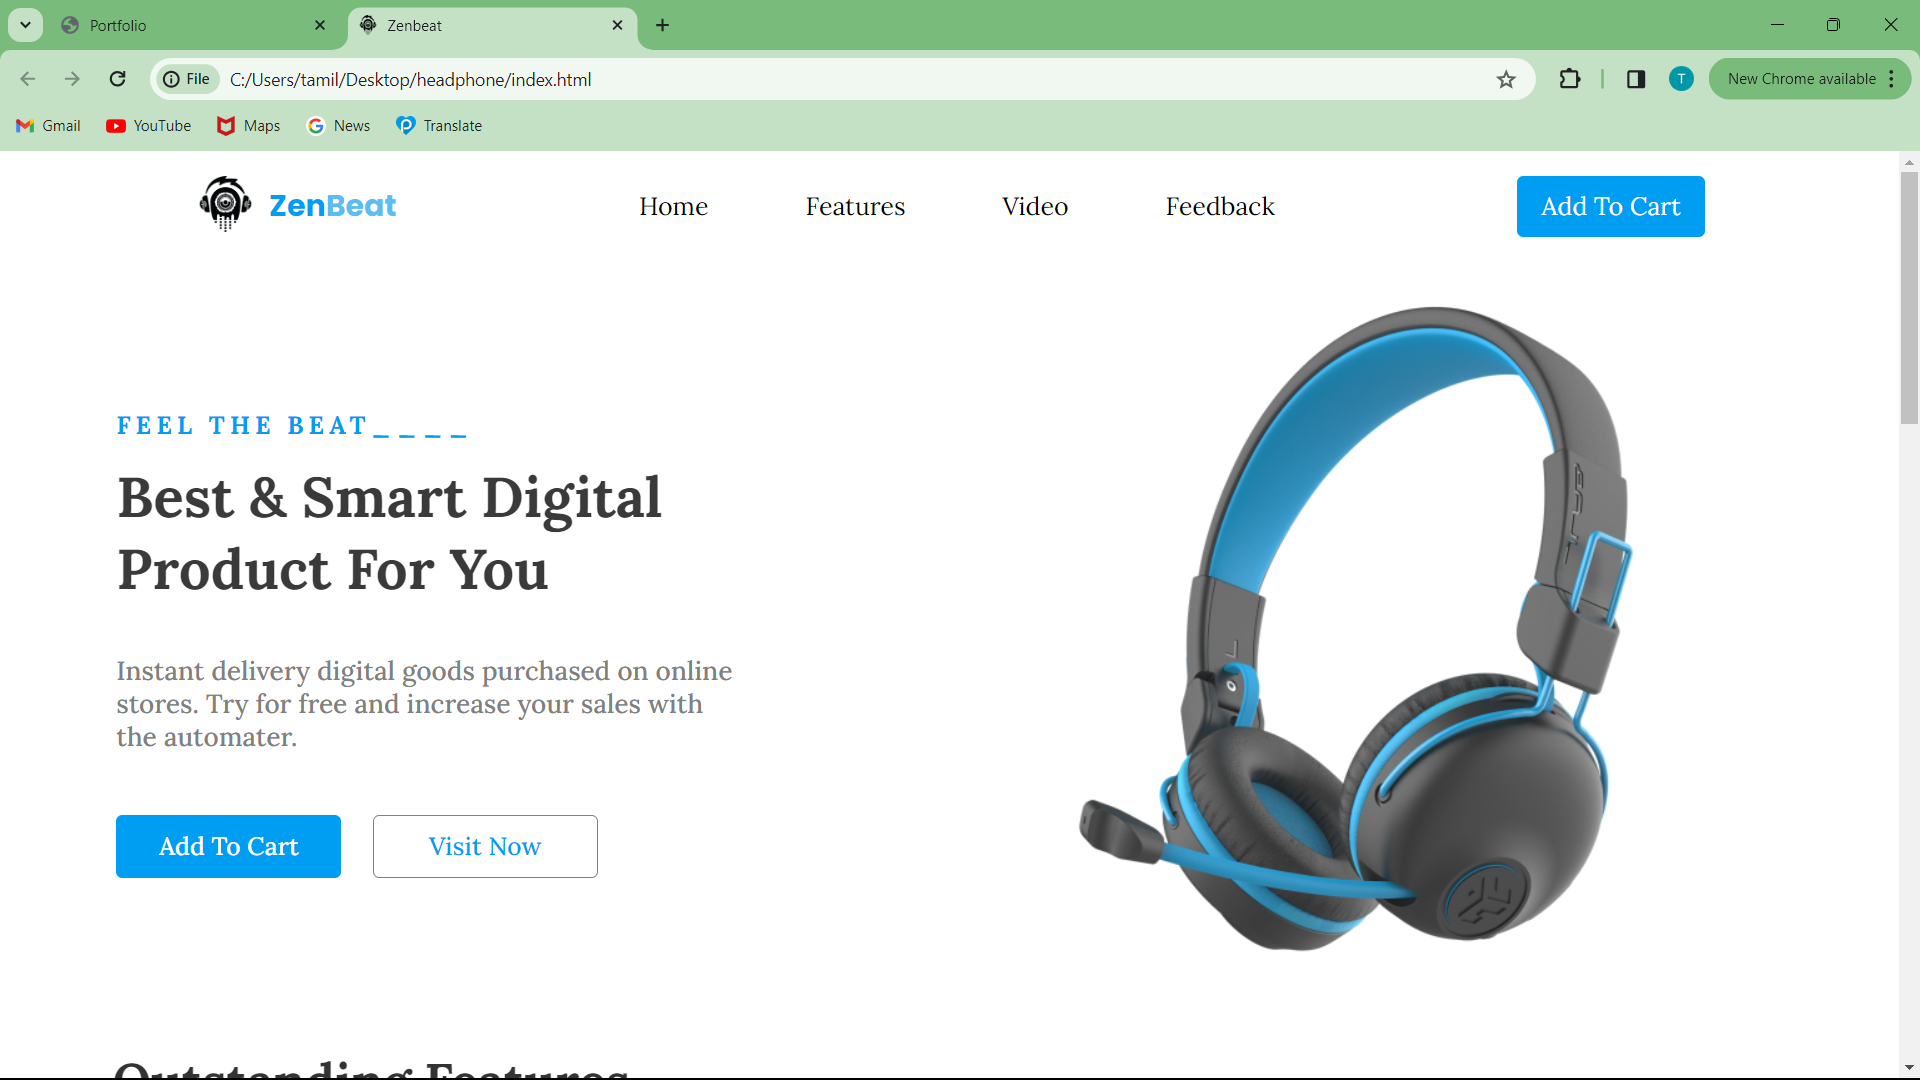 Portfolio
Zenbeat
File
C:/Users/tamil/Desktop/headphone/index.html
T
New Chrome available
Gmail
YouTube
Maps
News
Translate
ZenBeat
Home
Features
Video
Feedback
Add To Cart
FEEL THE BEAT____
Best & Smart Digital
Product For You
Instant delivery digital goods purchased on online
stores. Try for free and increase your sales with
the automater.
Add To Cart
Visit Now
L
Outstanding Features